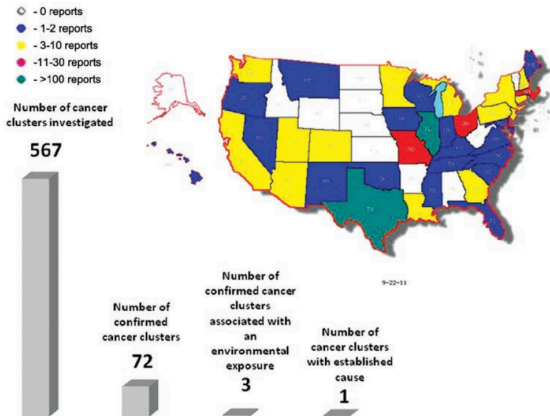 - 0 reports
- 1-2 reports
- 3-10 reports
-11-30 reports
- >100 reports
Number of cancer
clusters investigated
567
Number of
confirmed
cancer clusters
72
Number of
confirmed cancer
clusters
associated with
an
environmental
exposure
3
Number of
cancer clusters
with established
cause
1
TX
9-22-11